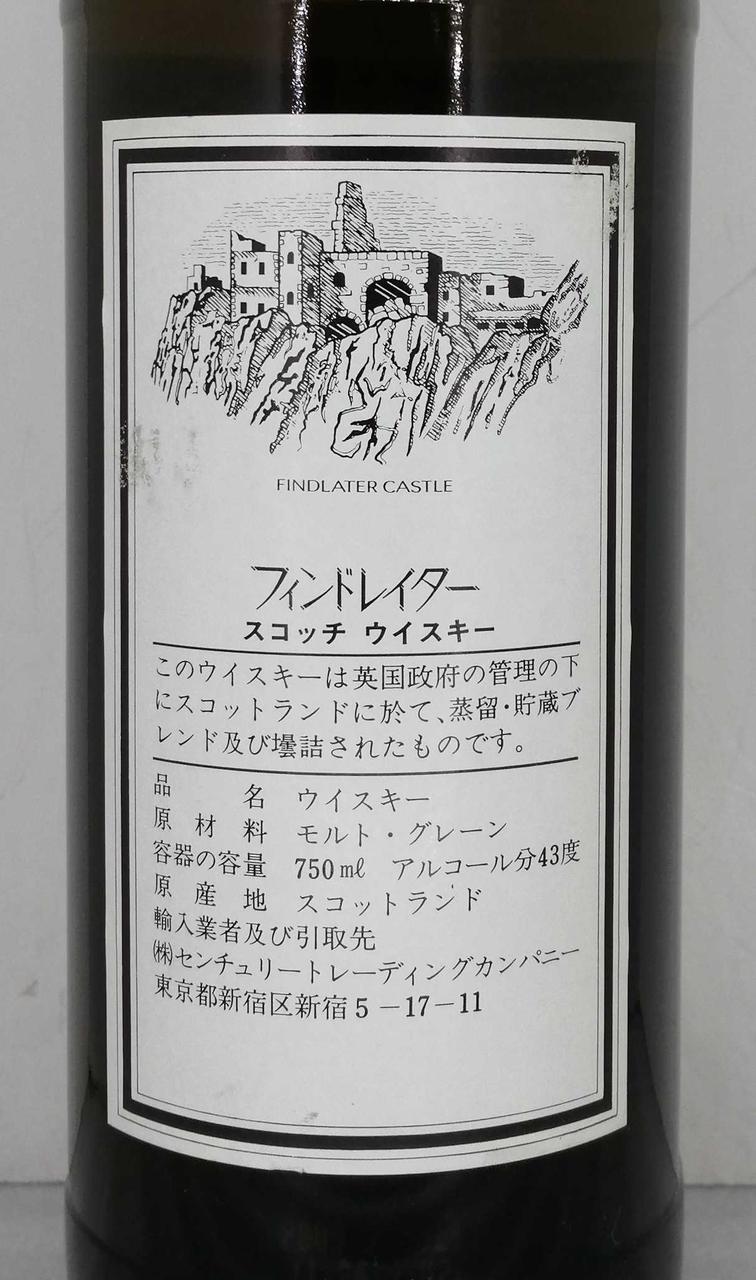 FINDLATER CASTLE
フィンドレイター
スコッチ ウイスキー
このウイスキーは英国政府の管理の下
にスコットランドに於て、蒸留・貯蔵ブ
レンド及び壜詰されたものです。
品名 ウイスキー
原材料 モルト・グレーン
容器の容量 750㎖ アルコール分43度
原産地 スコットランド
輸入業者及び引取先
㈱センチュリートレーディングカンパニー
東京都新宿区新宿5-17-11